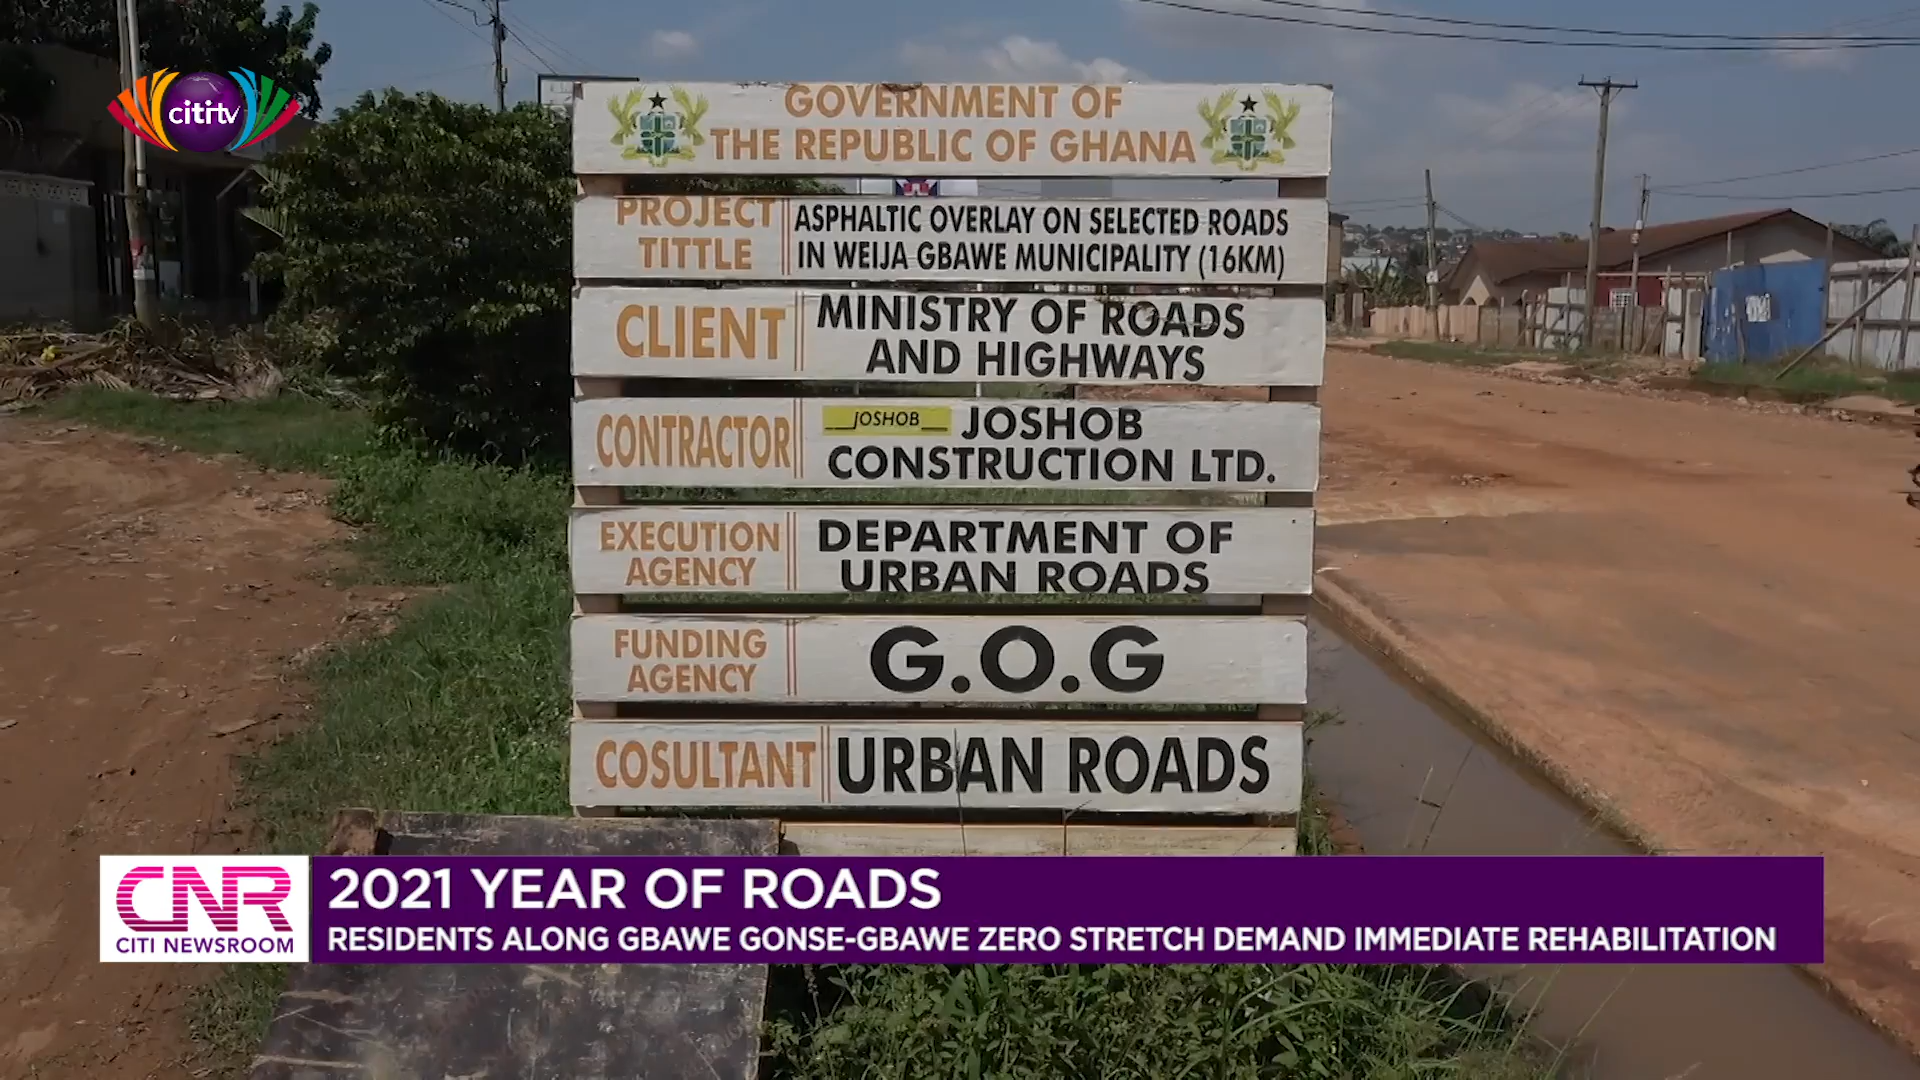 cititv
GOVERNMENT OF
THE REPUBLIC OF GHANA
PROJECT
TITTLE
ASPHALTIC OVERLAY ON SELECTED ROADS
IN WEIJA GBAWE MUNICIPALITY (16KM)
CLIENT
MINISTRY OF ROADS
AND HIGHWAYS
CONTRACTOR
JOSHOB
JOSHOB
CONSTRUCTION LTD.
EXECUTION
AGENCY
DEPARTMENT OF
URBAN ROADS
FUNDING
AGENCY
G.O.G
COSULTANT
URBAN ROADS
CNR
CITI NEWSROOM
2021 YEAR OF ROADS
RESIDENTS ALONG GBAWE GONSE-GBAWE ZERO STRETCH DEMAND IMMEDIATE REHABILITATION